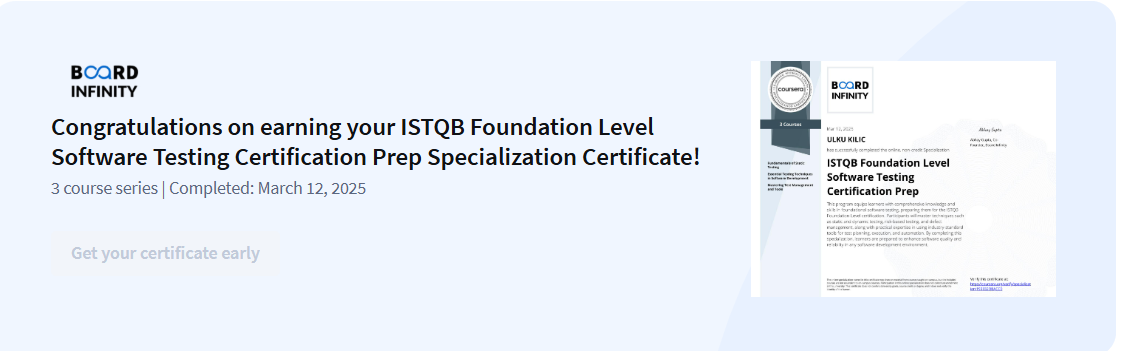 BOARD
INFINITY
Congratulations on earning your ISTQB Foundation Level
Software Testing Certification Prep Specialization Certificate!
3 course series | Completed: March 12, 2025
Get your certificate early
coursera
3 Courses
Fundamentals of Static
Testing
Essential Testing Techniques
in Software Development
Mastering Test Management
and Tools
BOARD
INFINITY
Mar 12, 2025
ULKU KILIC
has successfully completed the online, non-credit Specialization
ISTQB Foundation Level
Software Testing
Certification Prep
This program equips learners with comprehensive knowledge and
skills in foundational software testing, preparing them for the ISTQB
Foundation Level certification. Participants will master techniques such
as static and dynamic testing, risk-based testing, and defect
management, along with practical expertise in using industry-standard
tools for test planning, execution, and automation. By completing this
specialization, learners are prepared to enhance software quality and
reliability in any software development environment.
Abhay Gupta
Abhay Gupta,
Founder, Board Infinity
Verify this certificate at: